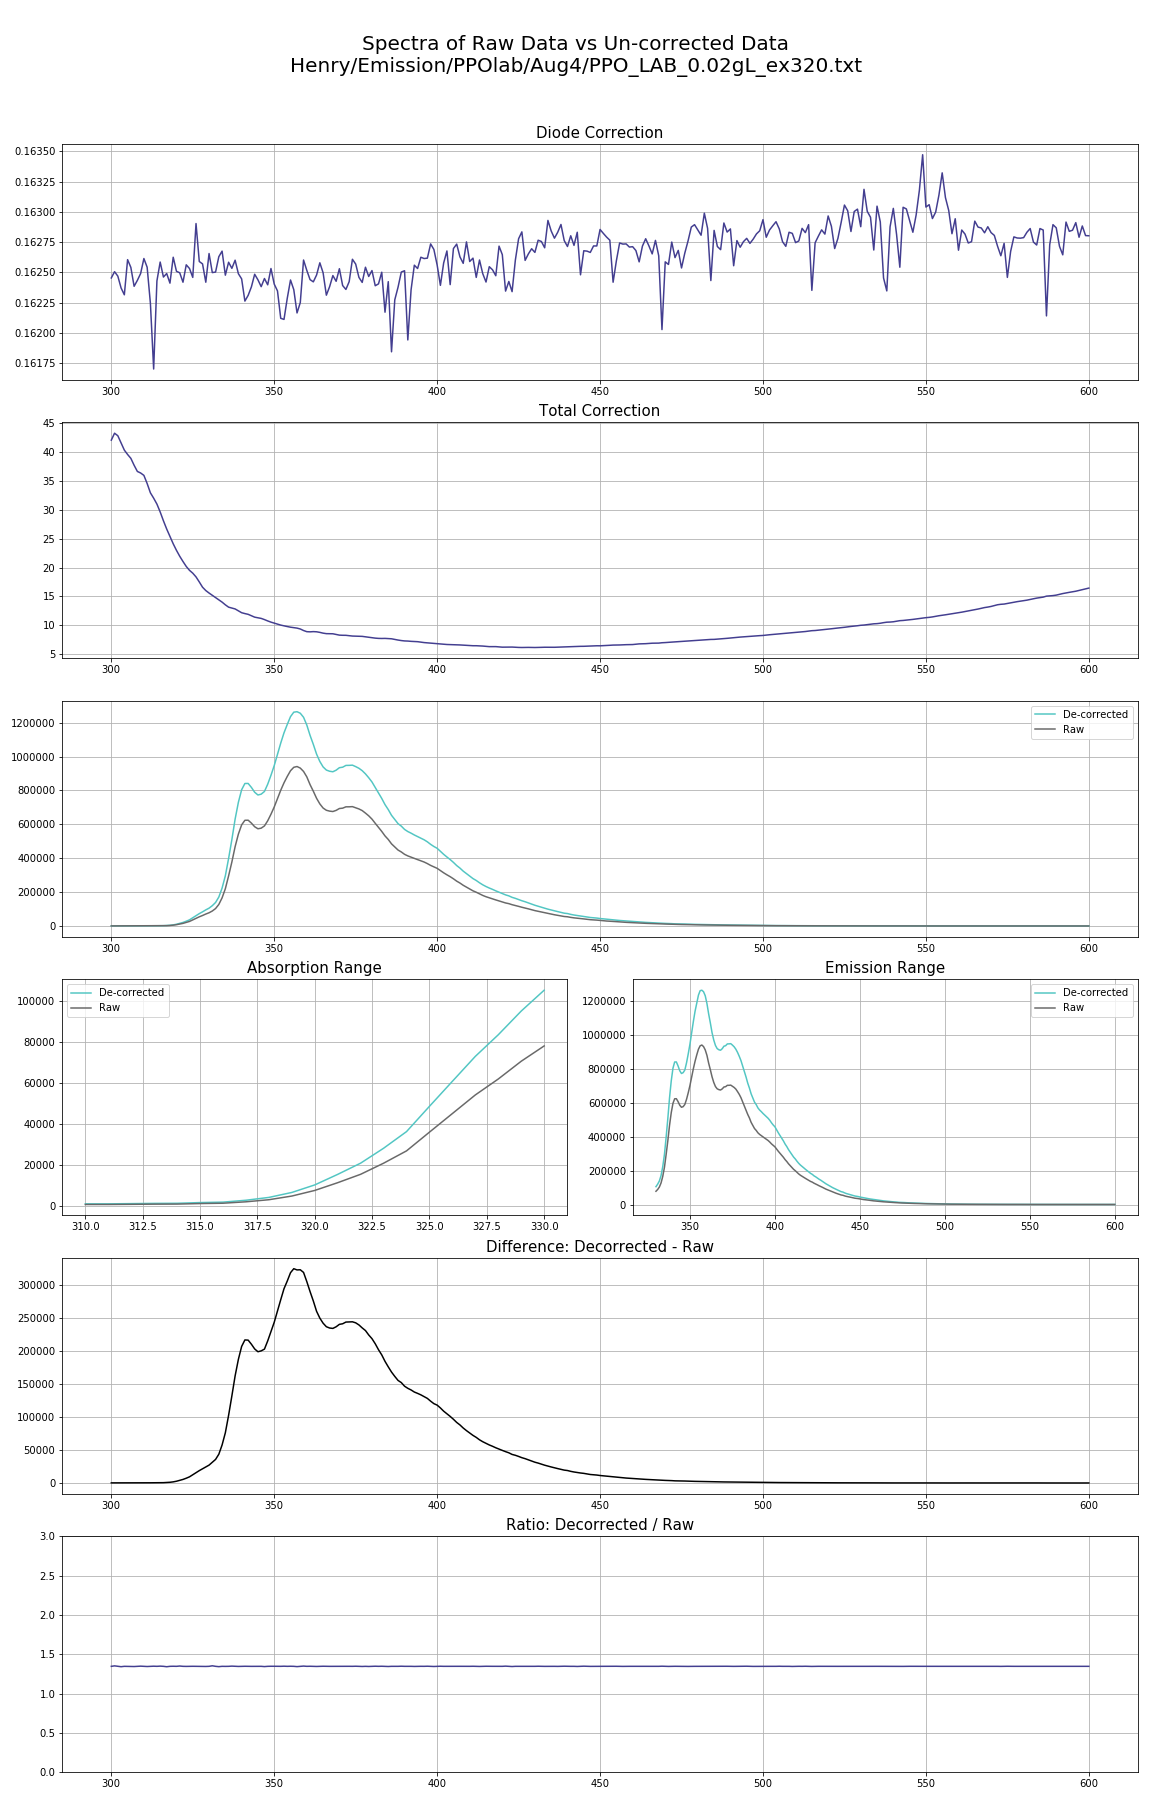 Spectra of Raw Data vs Un-corrected Data
Henry/Emission/PPOlab/Aug4/PPO_LAB_0.02gL_ex320.txt
Diode Correction
0.16350
0.16325
0.16300
0.16275
0.16250
0.16225
0.16200
0.16175
300 350 400 450 500 550 600
Total Correction
45
40
35
30
25
20
15
10
5
300 350 400 450 500 550 600
De-corrected
Raw
1200000
1000000
800000
600000
400000
200000
0
300 350 400 450 500 550 600
Absorption Range
De-corrected
Raw
100000
80000
60000
40000
20000
0
310.0 312.5 315.0 317.5 320.0 322.5 325.0 327.5 330.0
Emission Range
De-corrected
Raw
1200000
1000000
800000
600000
400000
200000
0
350 400 450 500 550 600
Difference: Decorrected - Raw
300000
250000
200000
150000
100000
50000
0
300 350 400 450 500 550 600
Ratio: Decorrected / Raw
3.0
2.5
2.0
1.5
1.0
0.5
0.0
300 350 400 450 500 550 600